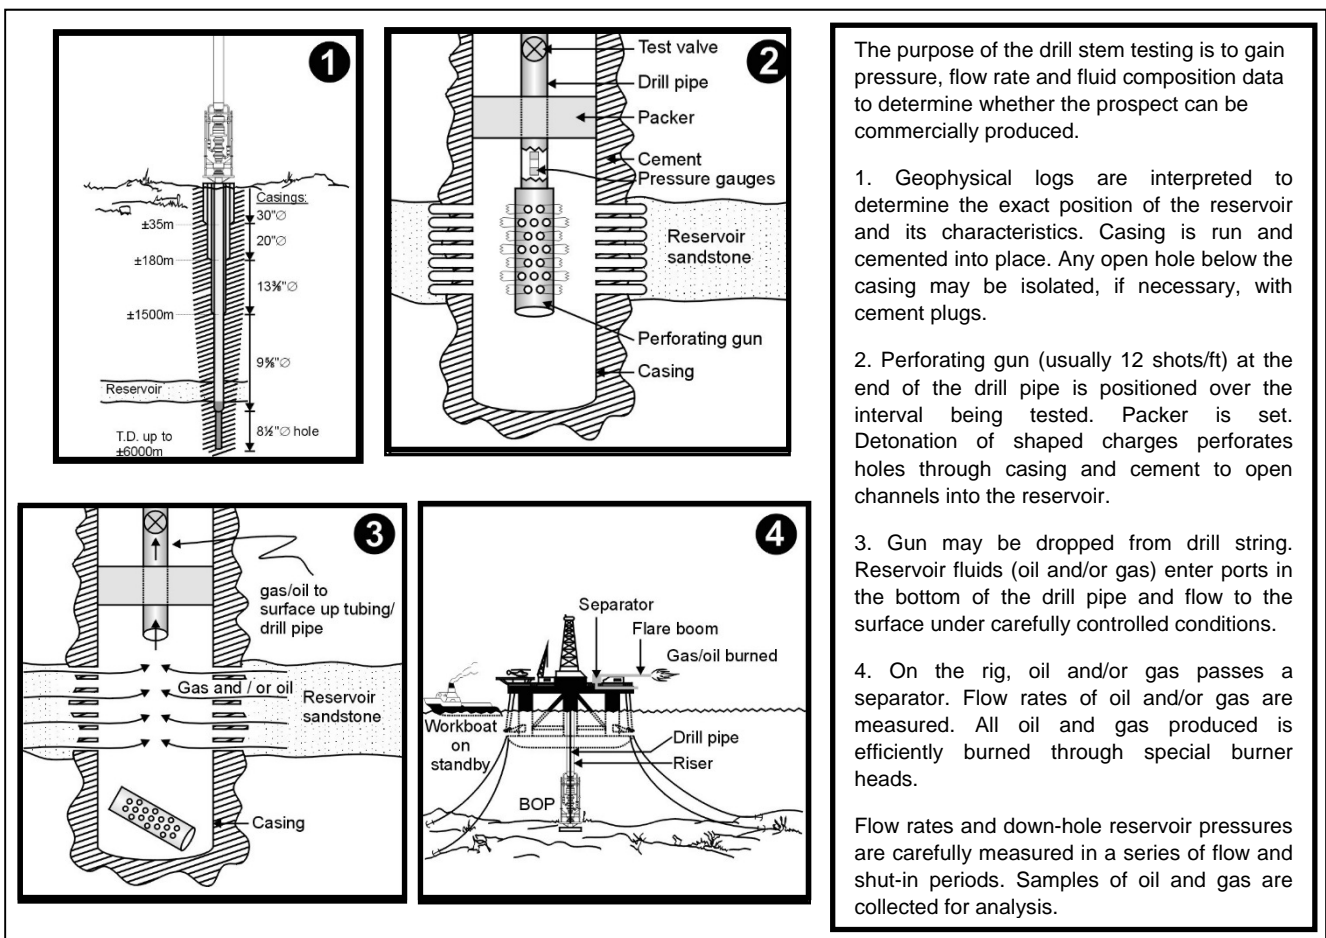 1
Casings:
30"∅
±35m
20"∅
±180m
13⅜"∅
±1500m
9⅝"∅
Reservoir
8½"∅ hole
T.D. up to
±6000m
2
Test valve
Drill pipe
Packer
Cement
Pressure gauges
Reservoir
sandstone
Perforating gun
Casing
3
gas/oil to
surface up tubing/
drill pipe
Gas and / or oil
Reservoir
sandstone
Casing
4
Separator
Flare boom
Gas/oil burned
Workboat
on
standby
Drill pipe
Riser
BOP
The purpose of the drill stem testing is to gain
pressure, flow rate and fluid composition data
to determine whether the prospect can be
commercially produced.
1. Geophysical logs are interpreted to
determine the exact position of the reservoir
and its characteristics. Casing is run and
cemented into place. Any open hole below the
casing may be isolated, if necessary, with
cement plugs.
2. Perforating gun (usually 12 shots/ft) at the
end of the drill pipe is positioned over the
interval being tested. Packer is set.
Detonation of shaped charges perforates
holes through casing and cement to open
channels into the reservoir.
3. Gun may be dropped from drill string.
Reservoir fluids (oil and/or gas) enter ports in
the bottom of the drill pipe and flow to the
surface under carefully controlled conditions.
4. On the rig, oil and/or gas passes a
separator. Flow rates of oil and/or gas are
measured. All oil and gas produced is
efficiently burned through special burner
heads.
Flow rates and down-hole reservoir pressures
are carefully measured in a series of flow and
shut-in periods. Samples of oil and gas are
collected for analysis.